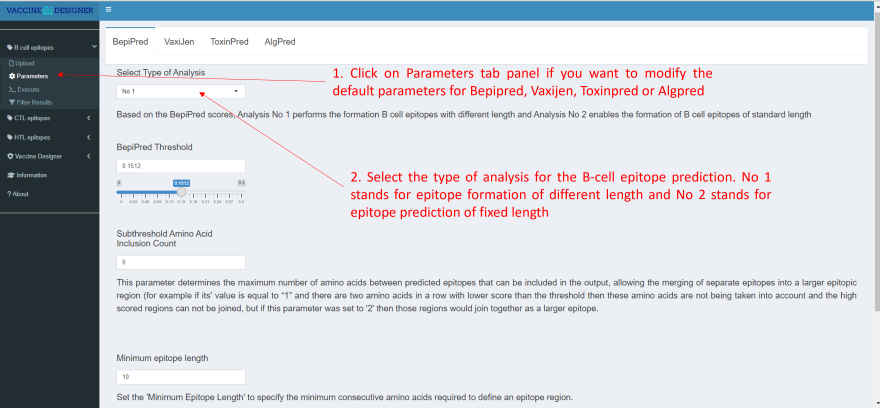 VACCINE DESIGNER
B cell epitopes
Upload
Parameters
Execute
Filter Results
CTL epitopes
HTL epitopes
Vaccine Designer
Information
? About
BepiPred VaxiJen ToxinPred AlgPred
Select Type of Analysis
No 1
Based on the BepiPred scores, Analysis No 1 performs the formation B cell epitopes with different length and Analysis No 2 enables the formation of B cell epitopes of standard length
1. Click on Parameters tab panel if you want to modify the
default parameters for Bepipred, Vaxijen, Toxinpred or Algpred
BepiPred Threshold
0.1512
0 0.1512 0.3
0 0.03 0.06 0.09 0.12 0.15 0.18 0.21 0.24 0.27 0.3
2. Select the type of analysis for the B-cell epitope prediction. No 1
stands for epitope formation of different length and No 2 stands for
epitope prediction of fixed length
Subthreshold Amino Acid
Inclusion Count
0
This parameter determines the maximum number of amino acids between predicted epitopes that can be included in the output, allowing the merging of separate epitopes into a larger epitopic
region (for example if its' value is equal to "1" and there are two amino acids in a row with lower score than the threshold then these amino acids are not being taken into account and the high
scored regions can not be joined, but if this parameter was set to '2' then those regions would join together as a larger epitope.
Minimum epitope length
10
Set the 'Minimum Epitope Length' to specify the minimum consecutive amino acids required to define an epitope region.